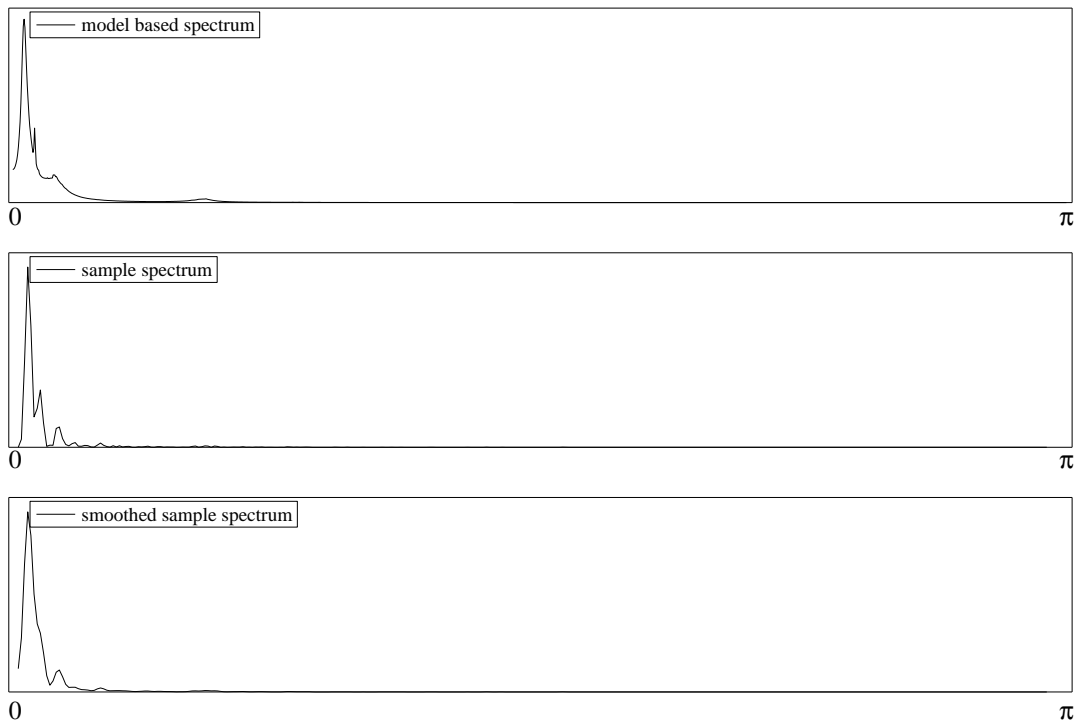 model based spectrum
0 π
sample spectrum
0 π
smoothed sample spectrum
0 π